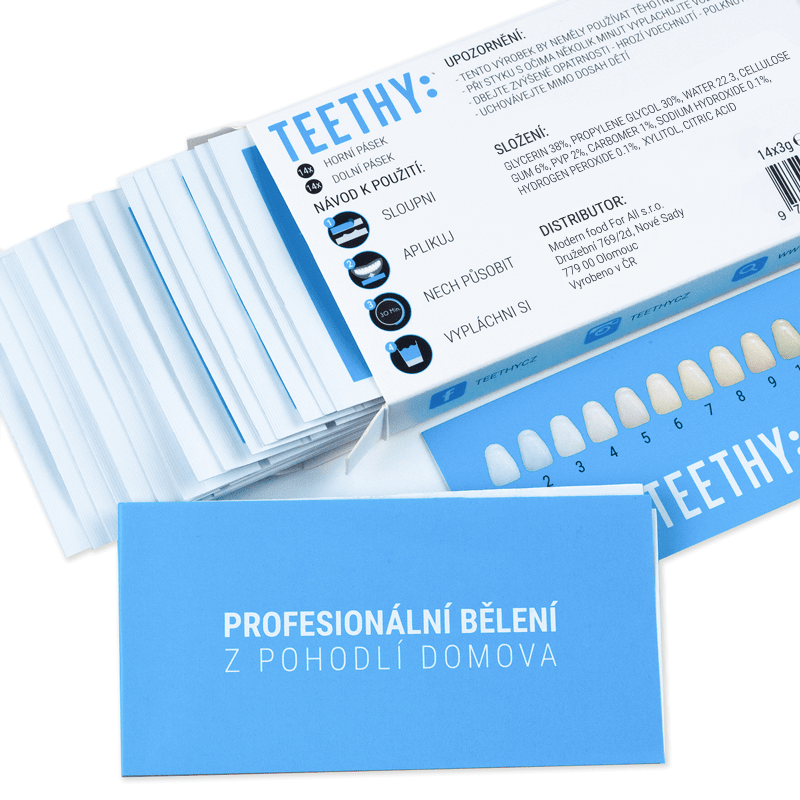 TEETHY:
14x HORNÍ PÁSEK
14x DOLNÍ PÁSEK
NÁVOD K POUŽITÍ:
1 SLOUPNI
2 APLIKUJ
3 30 Min. NECH PŮSOBIT
4 VYPLÁCHNI SI
UPOZORNĚNÍ:
- TENTO VÝROBEK BY NEMĚLY POUŽÍVAT
- PŘI STYKU S OČIMA NĚKOLIK MINUT VYPLACHUJTE
- DBEJTE ZVÝŠENÉ OPATRNOSTI - HROZÍ VDECHNUTÍ - POLKNUTÍ
- UCHOVÁVEJTE MIMO DOSAH DĚTÍ
SLOŽENÍ:
GLYCERIN 38%, PROPYLENE GLYCOL 30%, WATER 22.3, CELLULOSE
GUM 6%, PVP 2%, CARBOMER 1%, SODIUM HYDROXIDE 0.1%,
HYDROGEN PEROXIDE 0.1%, XYLITOL, CITRIC ACID
14x3g
9
DISTRIBUTOR:
Modern food For All s.r.o.
Družební 769/2d, Nové Sady
779 00 Olomouc
Vyrobeno v ČR
f TEETHYCZ
TEETHYCZ
2 3 4 5 6 7 8 9
TEETHY:
PROFESIONÁLNÍ BĚLENÍ
Z POHODLÍ DOMOVA